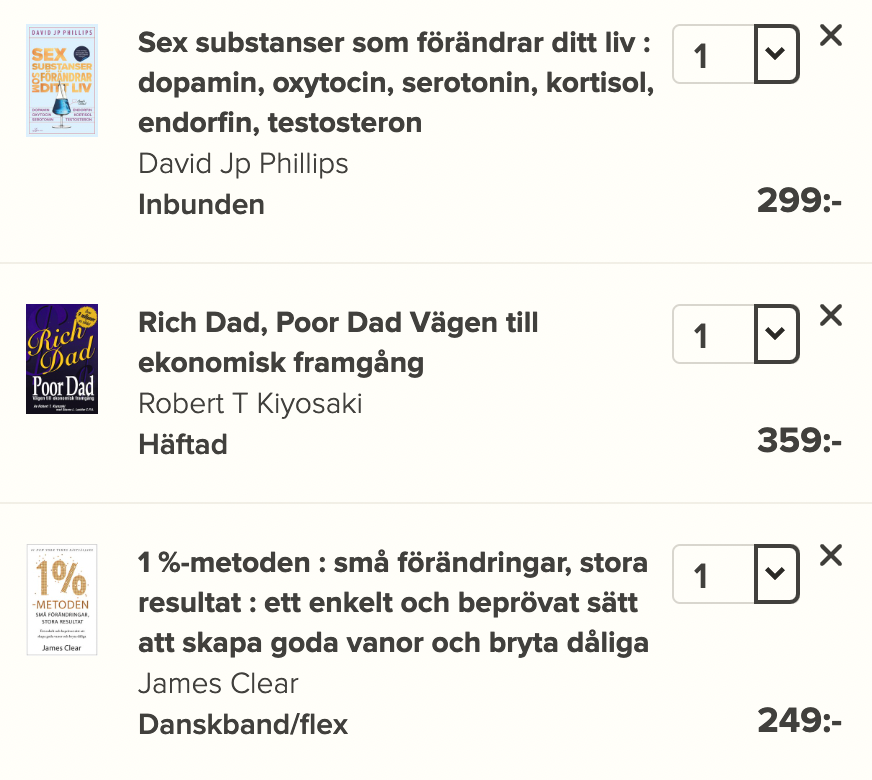 DAVID JP PHILLIPS
SEX
SUBSTANSER
SOM FÖRÄNDRAR
DITT LIV
Sex substanser som förändrar ditt liv :
dopamin, oxytocin, serotonin, kortisol,
endorfin, testosteron
David Jp Phillips
Inbunden
1
299:-
Rich
Dad
Poor Dad
Vägen till ekonomisk framgång
Rich Dad, Poor Dad Vägen till
ekonomisk framgång
Robert T Kiyosaki
Häftad
1
359:-
1%
-METODEN
SMÅ FÖRÄNDRINGAR,
STORA RESULTAT
James Clear
1 %-metoden : små förändringar, stora
resultat : ett enkelt och beprövat sätt
att skapa goda vanor och bryta dåliga
James Clear
Danskband/flex
1
249:-